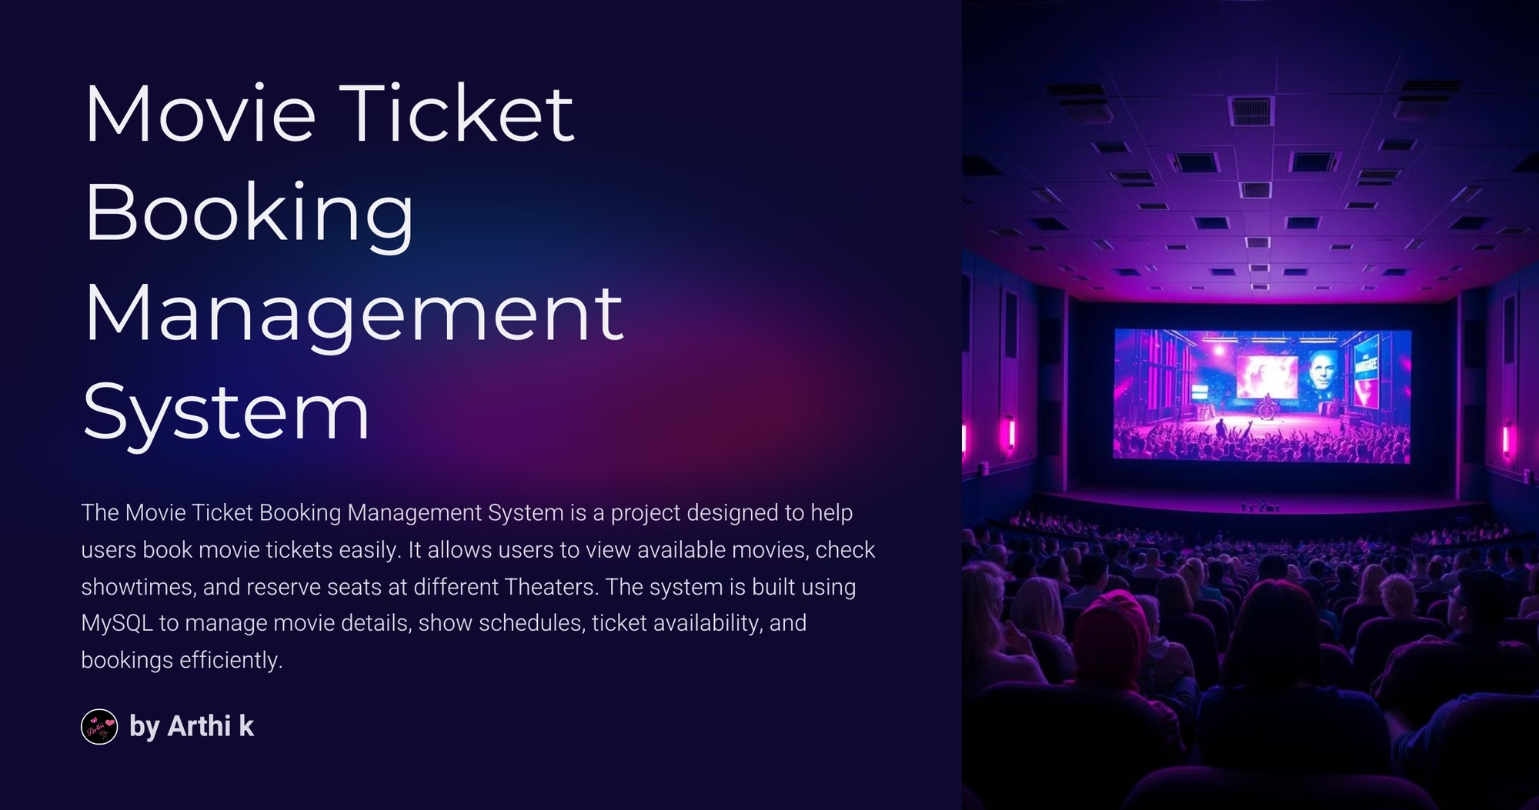 Movie Ticket
Booking
Management
System
The Movie Ticket Booking Management System is a project designed to help
users book movie tickets easily. It allows users to view available movies, check
showtimes, and reserve seats at different Theaters. The system is built using
MySQL to manage movie details, show schedules, ticket availability, and
bookings efficiently.
by Arthi k